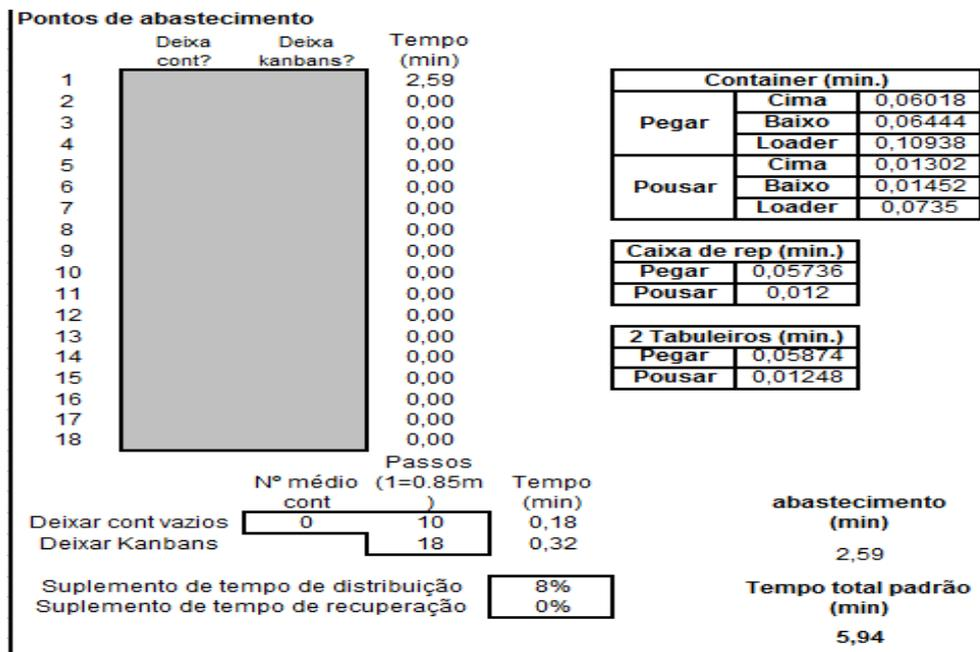 Pontos de abastecimento
Deixa cont? Deixa kanbans? Tempo (min)
1 2,59
2 0,00
3 0,00
4 0,00
5 0,00
6 0,00
7 0,00
8 0,00
9 0,00
10 0,00
11 0,00
12 0,00
13 0,00
14 0,00
15 0,00
16 0,00
17 0,00
18 0,00
Container (min.)
Pegar Cima 0,06018
Baixo 0,06444
Loader 0,10938
Pousar Cima 0,01302
Baixo 0,01452
Loader 0,0735
Caixa de rep (min.)
Pegar 0,05736
Pousar 0,012
2 Tabuleiros (min.)
Pegar 0,05874
Pousar 0,01248
Nº médio cont Passos (1=0.85m) Tempo (min)
Deixar cont vazios 0 10 0,18
Deixar Kanbans 18 0,32
Suplemento de tempo de distribuição 8%
Suplemento de tempo de recuperação 0%
abastecimento
(min)
2,59
Tempo total padrão
(min)
5,94